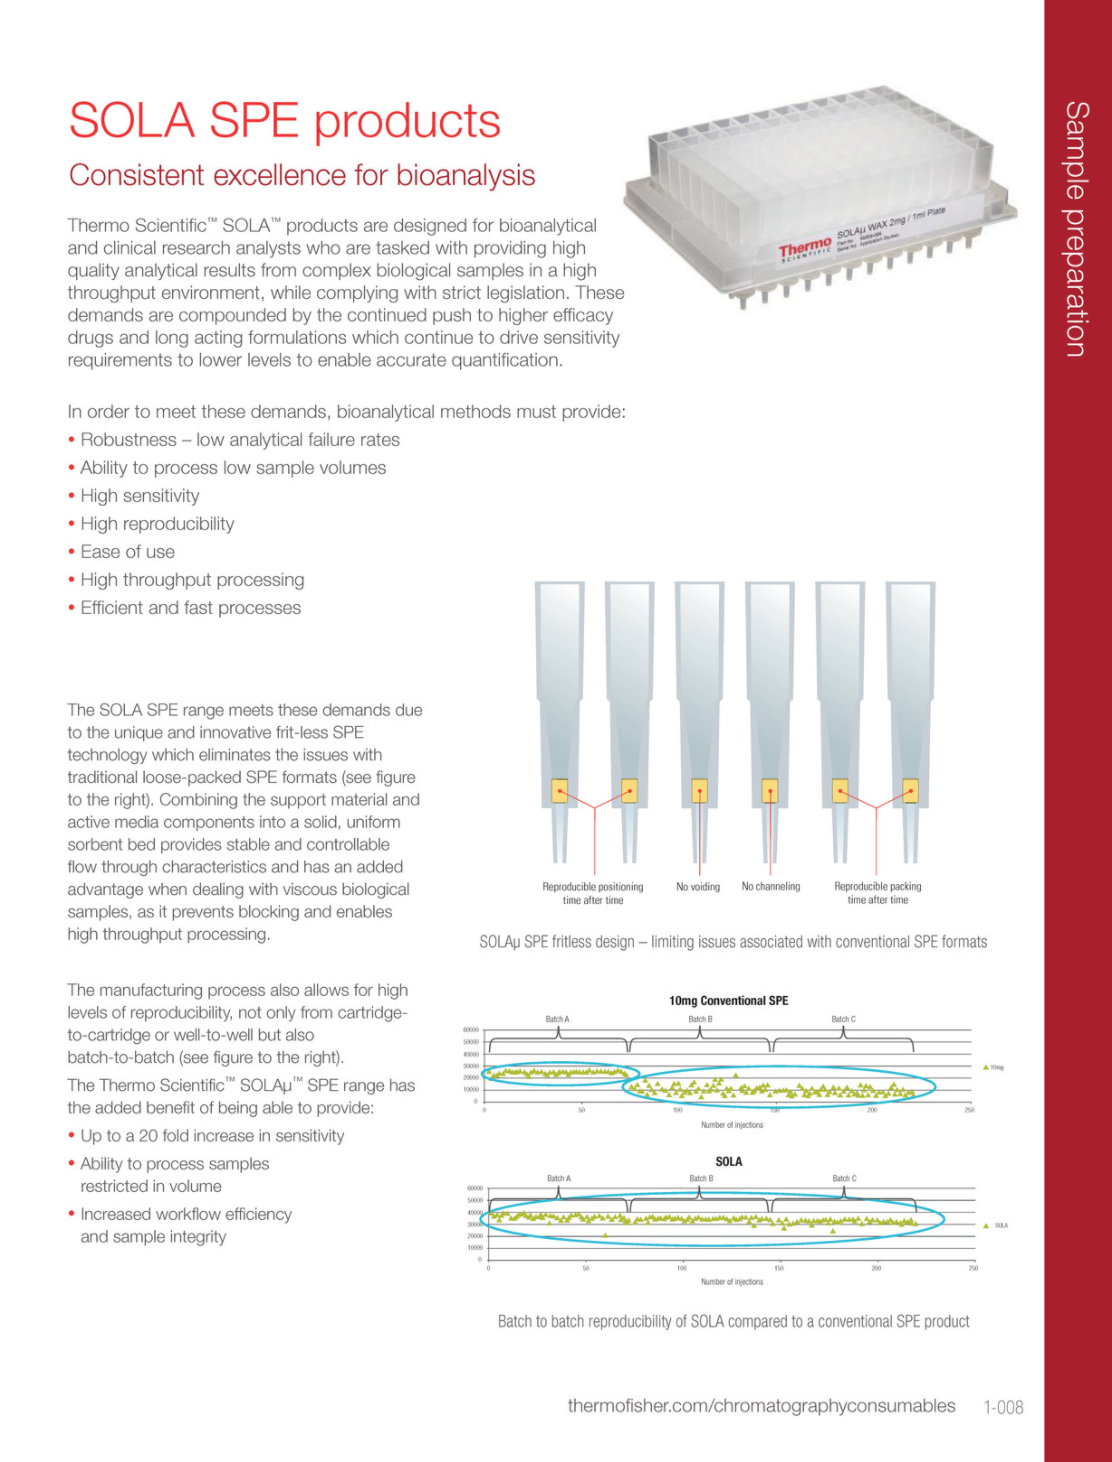 Sample preparation
SOLA SPE products
Consistent excellence for bioanalysis
Thermo Scientific™ SOLA™ products are designed for bioanalytical
and clinical research analysts who are tasked with providing high
quality analytical results from complex biological samples in a high
throughput environment, while complying with strict legislation. These
demands are compounded by the continued push to higher efficacy
drugs and long acting formulations which continue to drive sensitivity
requirements to lower levels to enable accurate quantification.
Thermo
SCIENTIFIC
SOLAμ WAX 2mg / 1ml Plate
In order to meet these demands, bioanalytical methods must provide:
• Robustness – low analytical failure rates
• Ability to process low sample volumes
• High sensitivity
• High reproducibility
• Ease of use
• High throughput processing
• Efficient and fast processes
The SOLA SPE range meets these demands due
to the unique and innovative frit-less SPE
technology which eliminates the issues with
traditional loose-packed SPE formats (see figure
to the right). Combining the support material and
active media components into a solid, uniform
sorbent bed provides stable and controllable
flow through characteristics and has an added
advantage when dealing with viscous biological
samples, as it prevents blocking and enables
high throughput processing.
Reproducible positioning
time after time
No voiding
No channeling
Reproducible packing
time after time
SOLAμ SPE fritless design – limiting issues associated with conventional SPE formats
The manufacturing process also allows for high
levels of reproducibility, not only from cartridge-
to-cartridge or well-to-well but also
batch-to-batch (see figure to the right).
The Thermo Scientific™ SOLAμ™ SPE range has
the added benefit of being able to provide:
• Up to a 20 fold increase in sensitivity
• Ability to process samples
restricted in volume
• Increased workflow efficiency
and sample integrity
10mg Conventional SPE
Batch A Batch B Batch C
60000
50000
40000
30000
20000
10000
0
0 50 100 150 200 250
10mg
Number of injections
SOLA
Batch A Batch B Batch C
60000
50000
40000
30000
20000
10000
0
0 50 100 150 200 250
SOLA
Number of injections
Batch to batch reproducibility of SOLA compared to a conventional SPE product
thermofisher.com/chromatographyconsumables 1-008